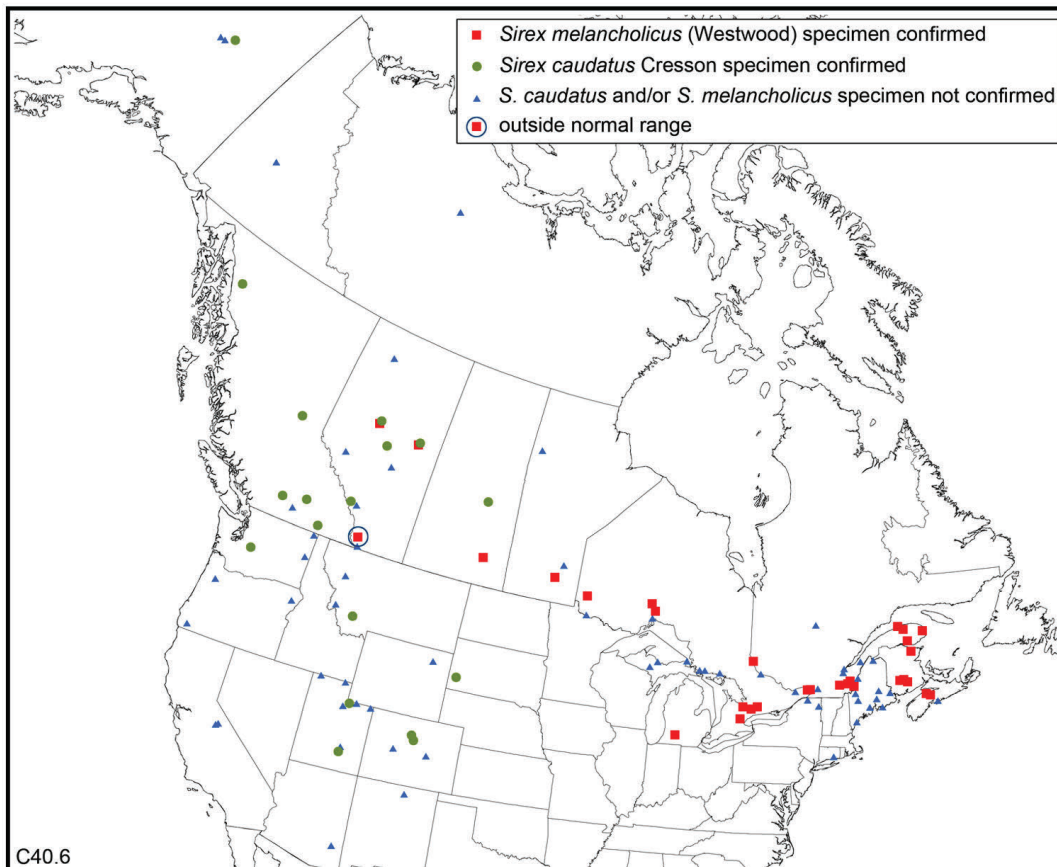 Sirex melancholicus (Westwood) specimen confirmed
Sirex caudatus Cresson specimen confirmed
S. caudatus and/or S. melancholicus specimen not confirmed
outside normal range
C40.6